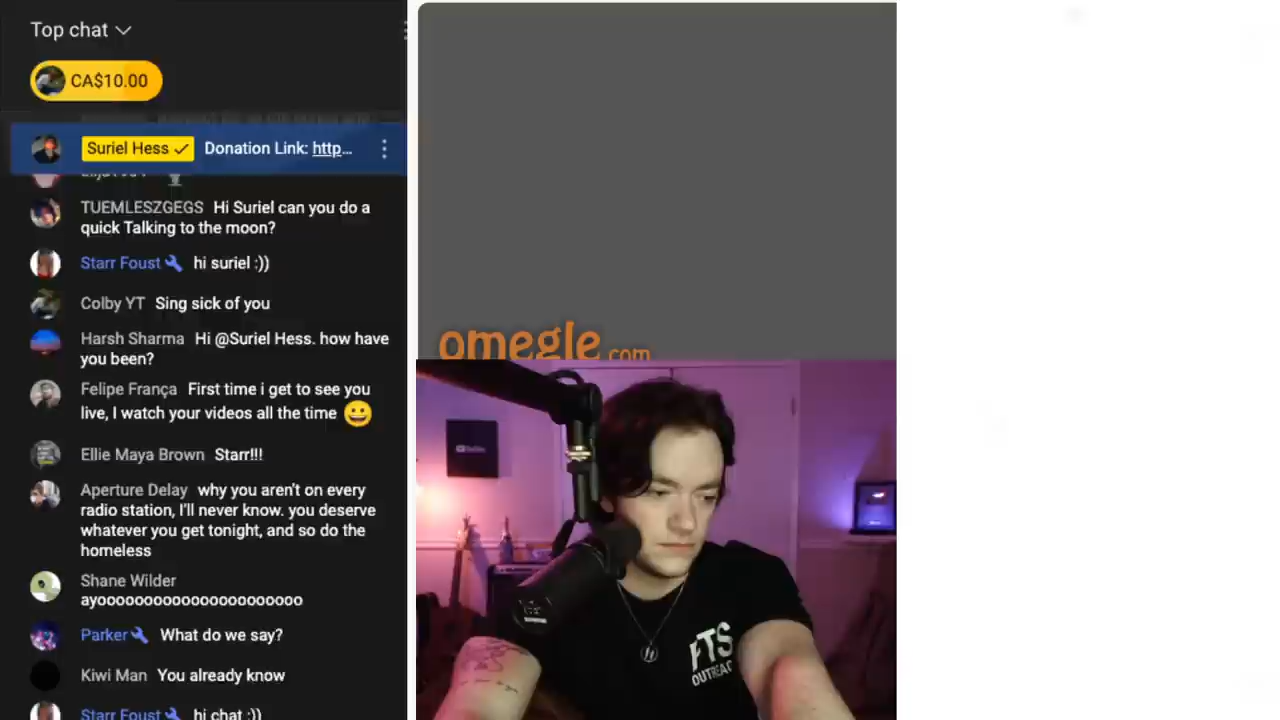 Top chat
CA$10.00
Suriel Hess Donation Link: http...
TUEMLESZGEGS Hi Suriel can you do a
quick Talking to the moon?
Starr Foust hi suriel :))
Colby YT Sing sick of you
Harsh Sharma Hi @Suriel Hess. how have
you been?
Felipe França First time i get to see you
live, I watch your videos all the time 😀
Ellie Maya Brown Starr!!!
Aperture Delay why you aren't on every
radio station, I'll never know. you deserve
whatever you get tonight, and so do the
homeless
Shane Wilder
ayoooooooooooooooooooooo
Parker What do we say?
Kiwi Man You already know
Starr Foust hi chat :))
omegle.com
FTS
OUTREAC